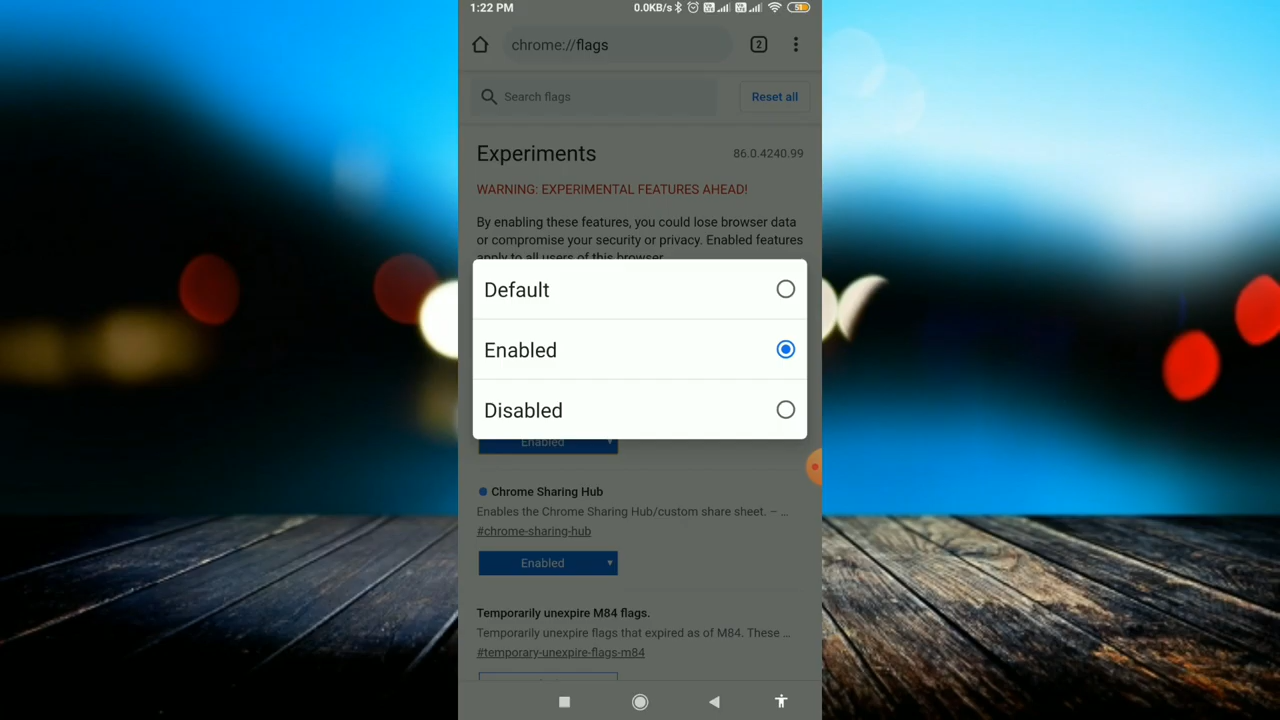 1:22 PM
0.0KB/s
51
chrome://flags
2
Search flags
Reset all
Experiments
86.0.4240.99
WARNING: EXPERIMENTAL FEATURES AHEAD!
By enabling these features, you could lose browser data
or compromise your security or privacy. Enabled features
apply to all users of this browser.
Default
Enabled
Disabled
Enabled
Chrome Sharing Hub
Enables the Chrome Sharing Hub/custom share sheet. – ...
#chrome-sharing-hub
Enabled
Temporarily unexpire M84 flags.
Temporarily unexpire flags that expired as of M84. These ...
#temporary-unexpire-flags-m84